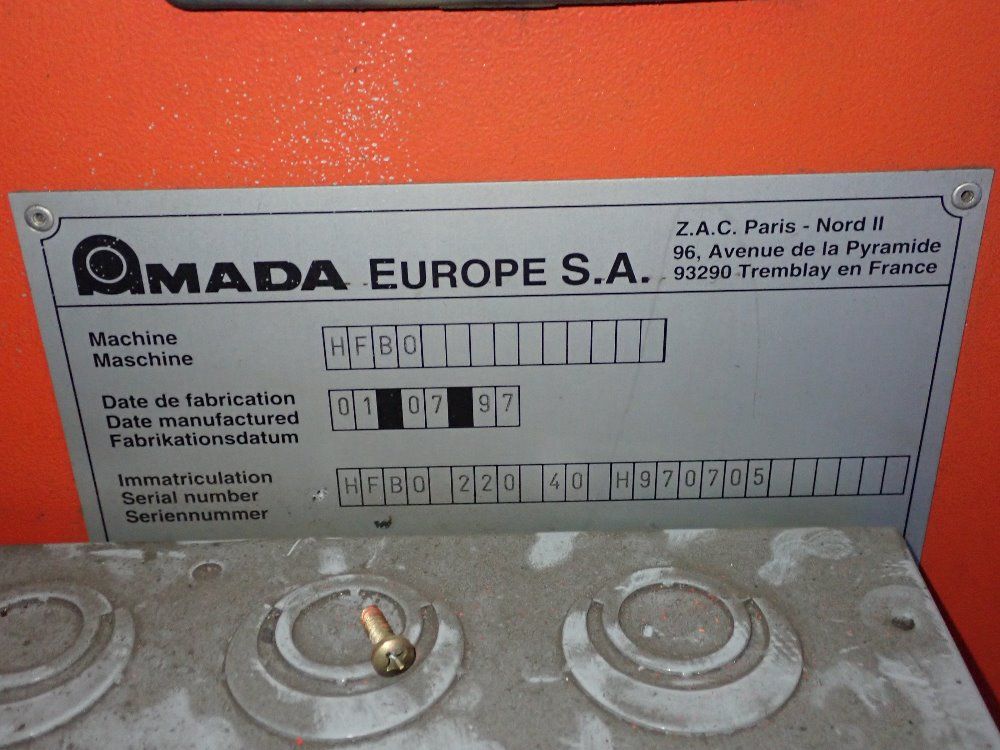 AMADA EUROPE S.A.
Z.A.C. Paris - Nord II
96, Avenue de la Pyramide
93290 Tremblay en France
Machine
Maschine
HFBO
Date de fabrication
Date manufactured
Fabrikationsdatum
01 07 97
Immatriculation
Serial number
Seriennummer
HFBO 220 40 H970705